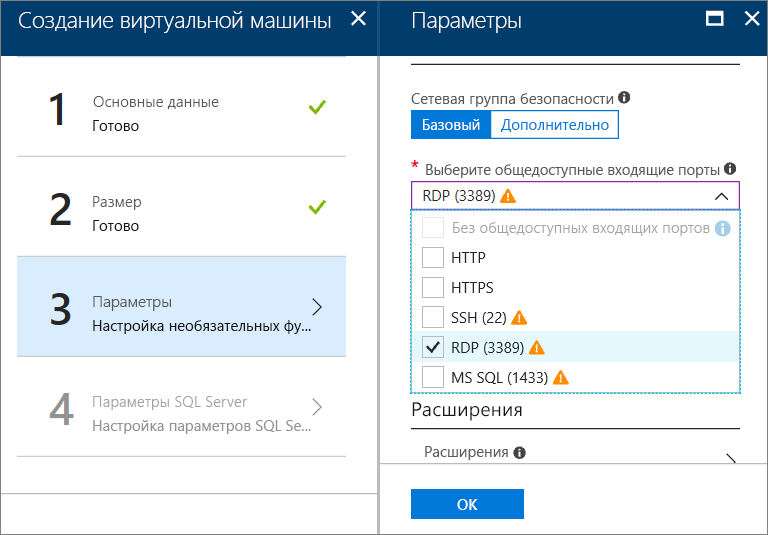 Создание виртуальной машины
1
Основные данные
Готово
2
Размер
Готово
3
Параметры
Настройка необязательных фу...
4
Параметры SQL Server
Настройка параметров SQL Se...
Параметры
Сетевая группа безопасности
Базовый Дополнительно
* Выберите общедоступные входящие порты
RDP (3389)
Без общедоступных входящих портов
HTTP
HTTPS
SSH (22)
RDP (3389)
MS SQL (1433)
Расширения
Расширения
ОК